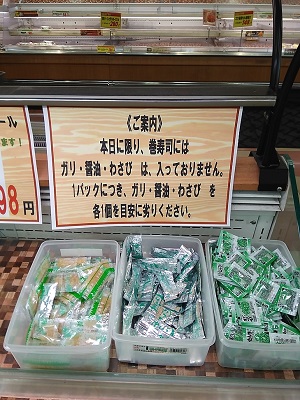 《ご案内》
本日に限り、巻寿司には
ガリ・醤油・わさび は、入っておりません。
1パックにつき、ガリ・醤油・わさび を
各1個を目安に劣りください。
ール
ます!
98円